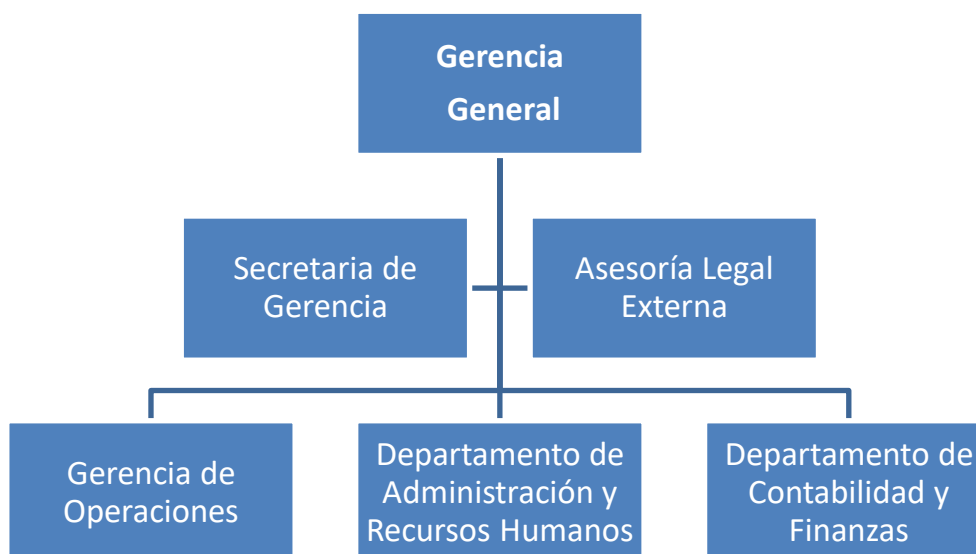 Gerencia
General
Secretaria de
Gerencia
Asesoría Legal
Externa
Gerencia de
Operaciones
Departamento de
Administración y
Recursos Humanos
Departamento de
Contabilidad y
Finanzas